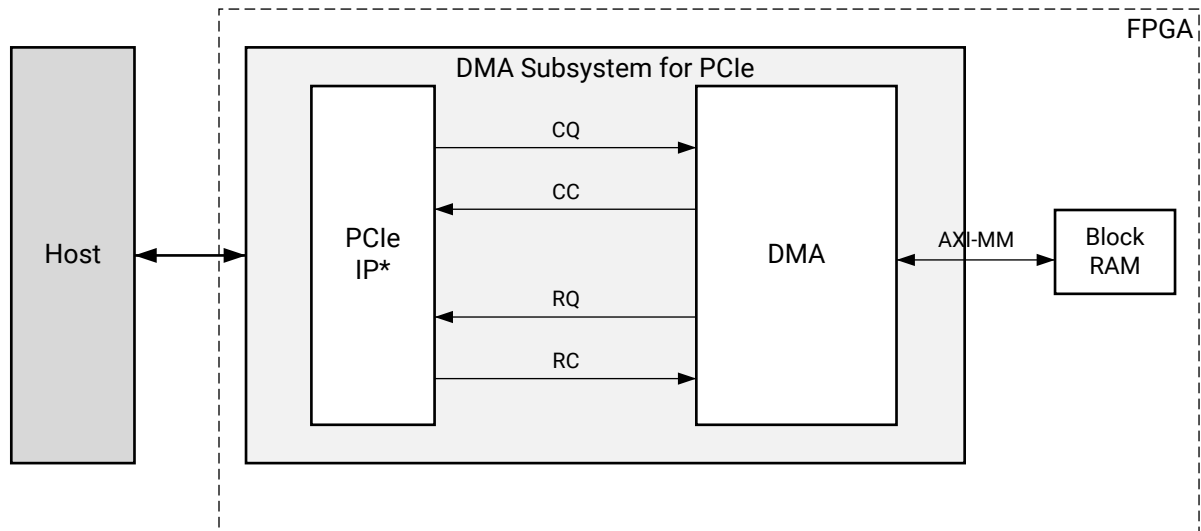 FPGA
DMA Subsystem for PCIe
CQ
CC
Host
PCIe
IP*
DMA
AXI-MM
Block
RAM
RQ
RC